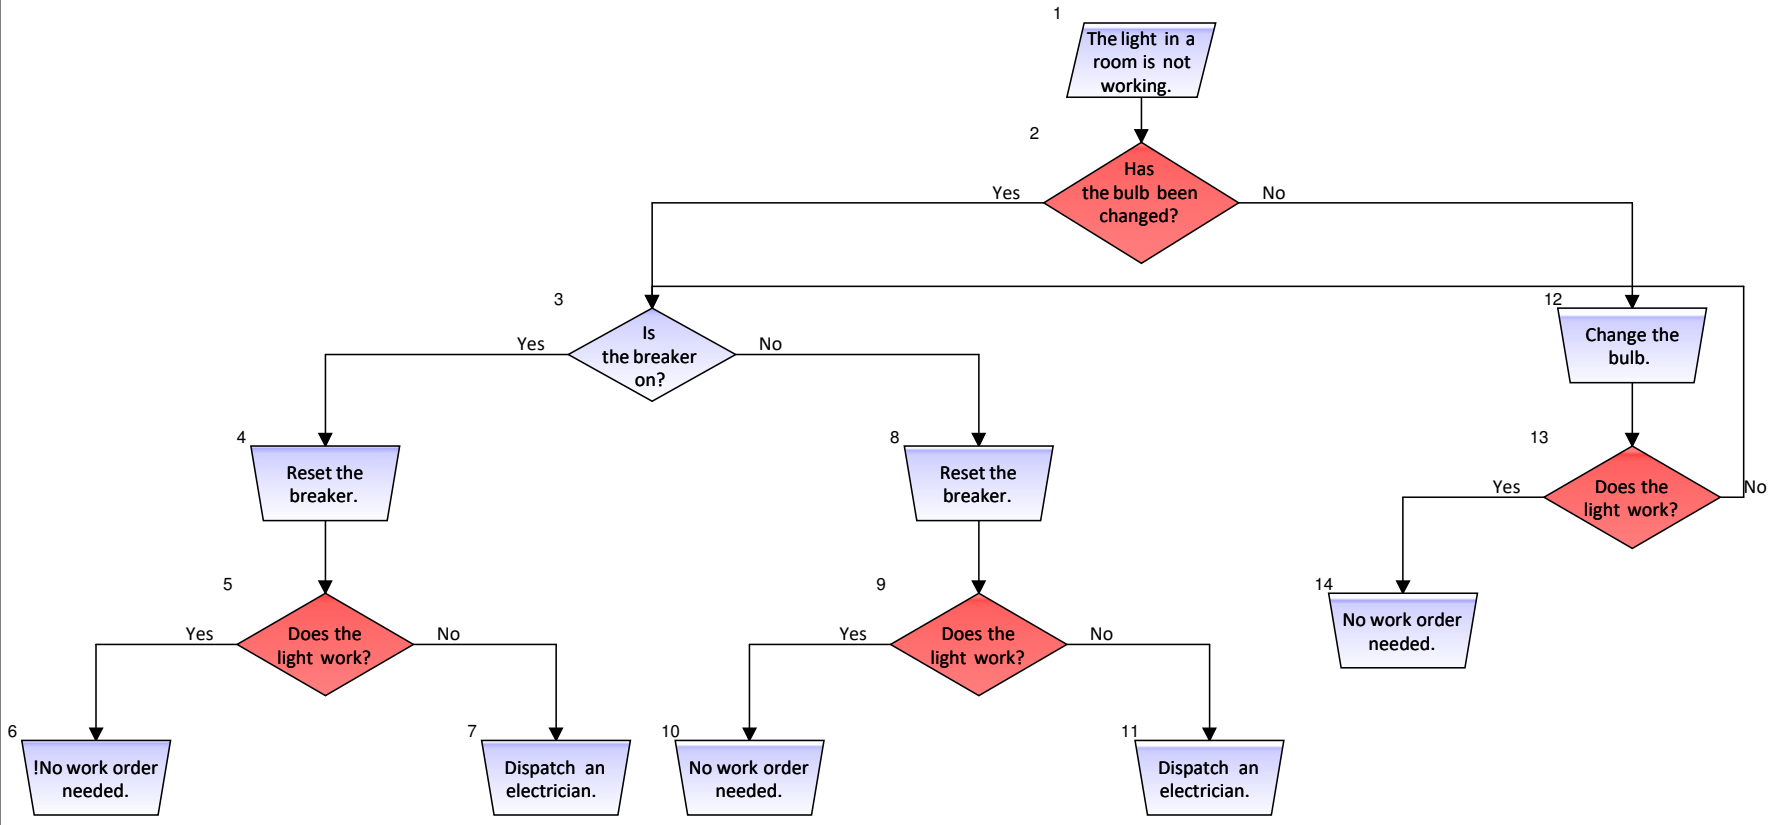 1
The light in a
room is not
working.
2
Has
the bulb been
changed?
Yes
No
3
Is
the breaker
on?
Yes
No
12
Change the
bulb.
4
Reset the
breaker.
8
Reset the
breaker.
13
Does the
light work?
Yes
No
5
Does the
light work?
Yes
No
9
Does the
light work?
Yes
No
14
No work order
needed.
6
!No work order
needed.
7
Dispatch an
electrician.
10
No work order
needed.
11
Dispatch an
electrician.